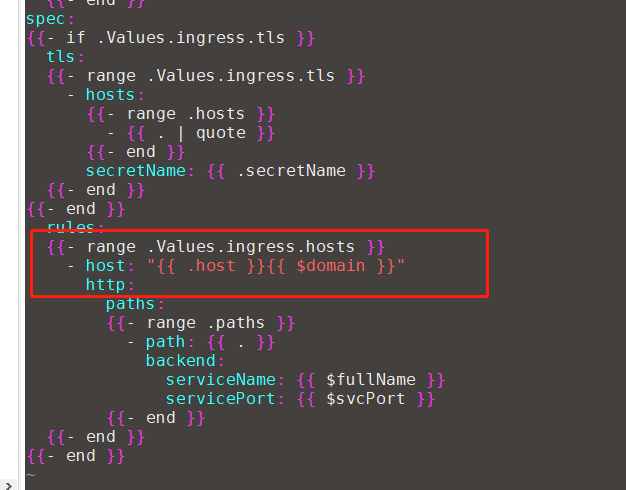 {{- end }}
spec:
{{- if .Values.ingress.tls }}
  tls:
  {{- range .Values.ingress.tls }}
    - hosts:
      {{- range .hosts }}
        - {{ . | quote }}
      {{- end }}
      secretName: {{ .secretName }}
  {{- end }}
{{- end }}
  rules:
  {{- range .Values.ingress.hosts }}
    - host: "{{ .host }}{{ $domain }}"
      http:
        paths:
        {{- range .paths }}
          - path: {{ . }}
            backend:
              serviceName: {{ $fullName }}
              servicePort: {{ $svcPort }}
        {{- end }}
  {{- end }}
{{- end }}
~